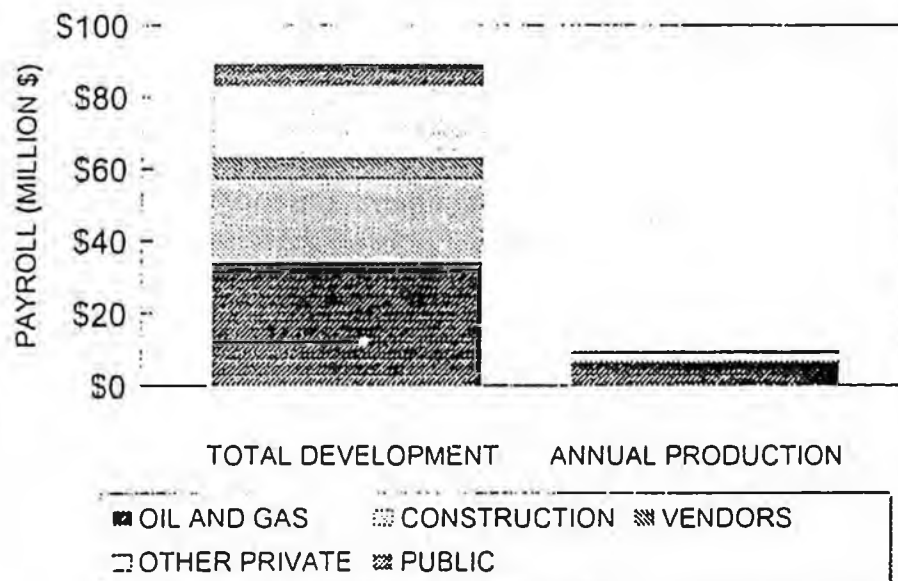 $100
$80
$60
$40
$20
$0
PAYROLL (MILLION $)
TOTAL DEVELOPMENT ANNUAL PRODUCTION
OIL AND GAS CONSTRUCTION VENDORS
OTHER PRIVATE PUBLIC